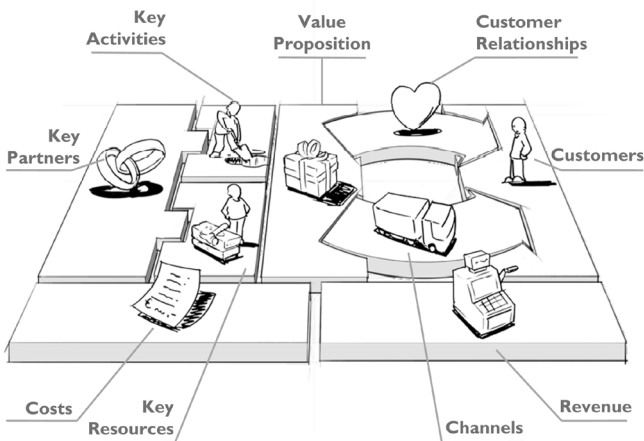 Key
Activities
Value
Proposition
Customer
Relationships
Key
Partners
Customers
Costs
Key
Resources
Channels
Revenue